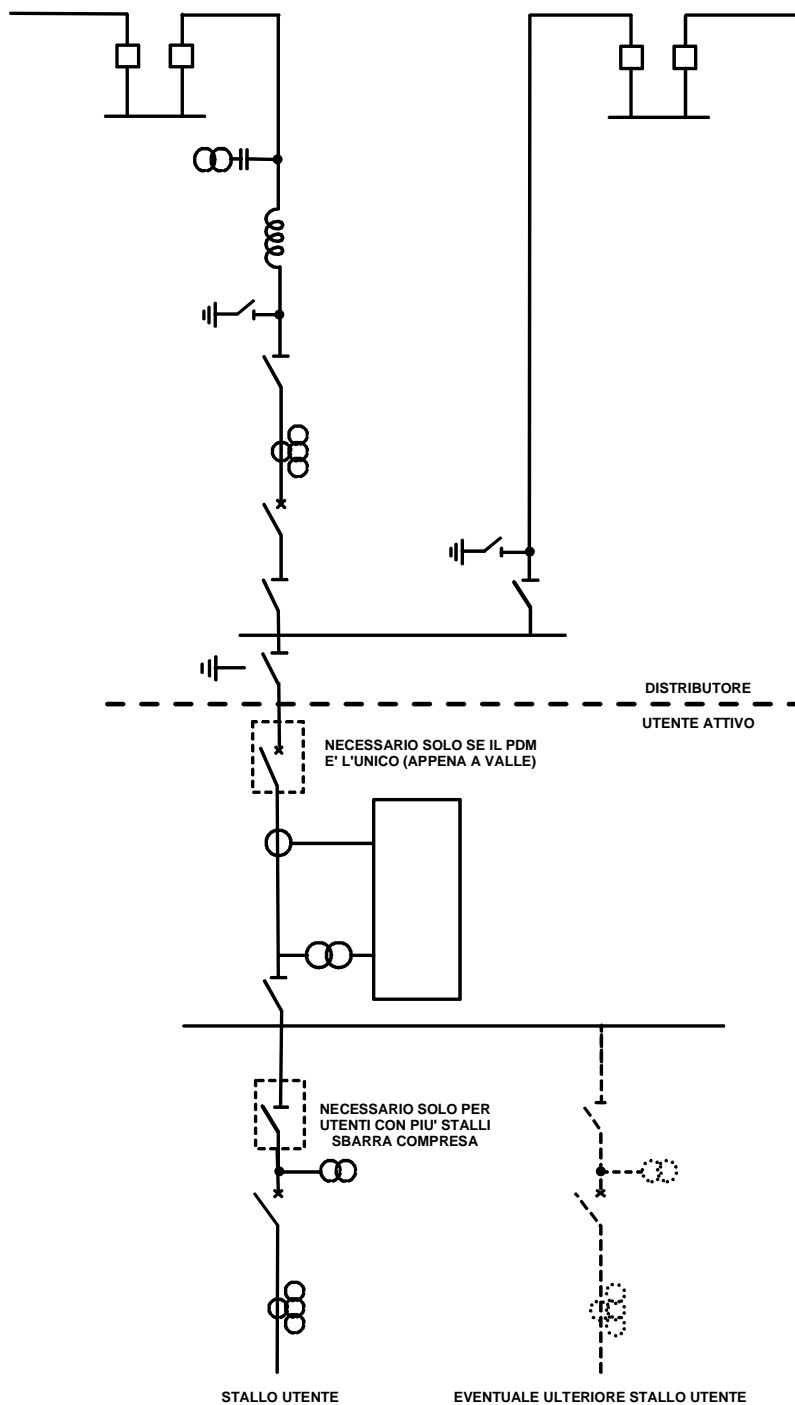 DISTRIBUTORE
UTENTE ATTIVO
NECESSARIO SOLO SE IL PDM
E' L'UNICO (APPENA A VALLE)
NECESSARIO SOLO PER
UTENTI CON PIU' STALLI
SBARRA COMPRESA
STALLO UTENTE
EVENTUALE ULTERIORE STALLO UTENTE